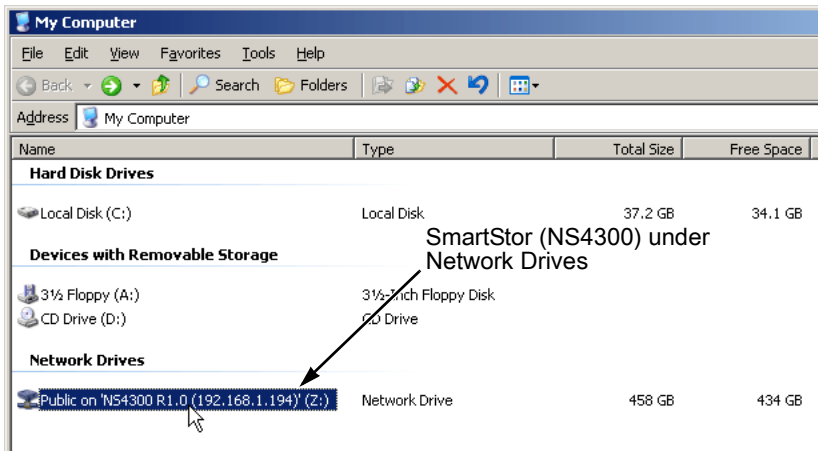 My Computer
File Edit View Favorites Tools Help
Back Search Folders
Address My Computer
Name Type Total Size Free Space
Hard Disk Drives
Local Disk (C:) Local Disk 37.2 GB 34.1 GB
SmartStor (NS4300) under
Network Drives
Devices with Removable Storage
3½ Floppy (A:) 3½-Inch Floppy Disk
CD Drive (D:) CD Drive
Network Drives
Public on 'NS4300 R1.0 (192.168.1.194)' (Z:) Network Drive 458 GB 434 GB